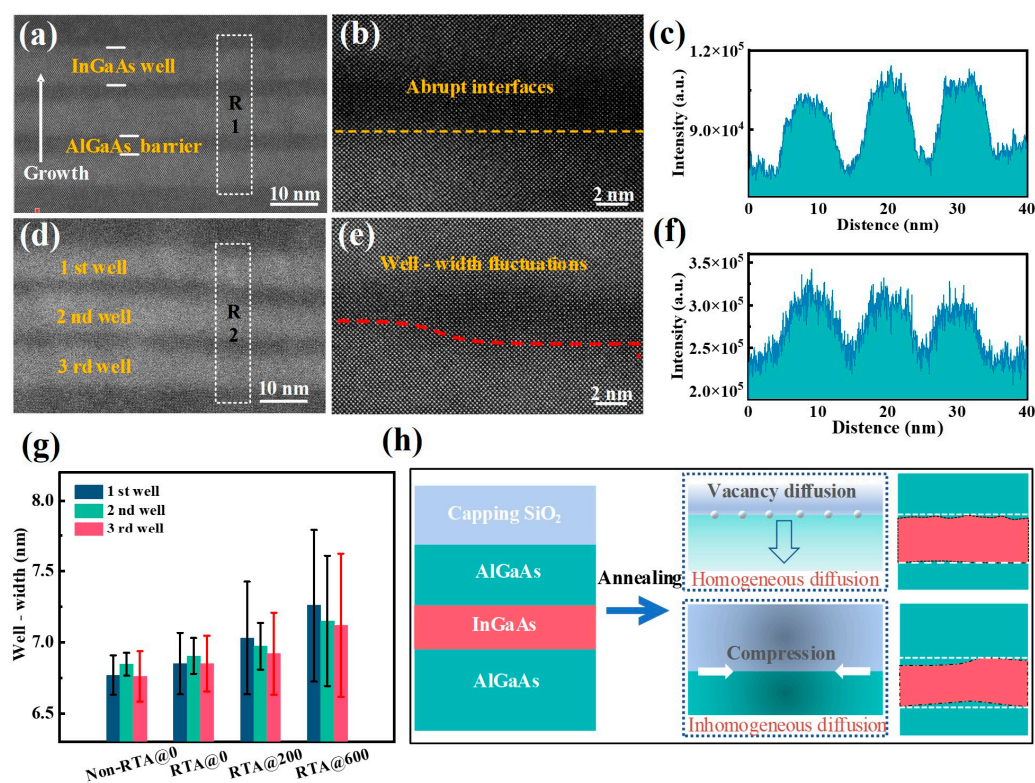 (a)
InGaAs well
R
1
AlGaAs barrier
Growth
10 nm
(b)
Abrupt interfaces
2 nm
(c)
1.2×10⁵
9.0×10⁴
Intensity (a.u.)
0 10 20 30 40
Distece (nm)
(d)
1 st well
2 nd well
3 rd well
R
2
10 nm
(e)
Well - width fluctuations
2 nm
(f)
3.5×10⁵
3.0×10⁵
2.5×10⁵
2.0×10⁵
Intensity (a.u.)
0 10 20 30 40
Distece (nm)
(g)
1 st well
2 nd well
3 rd well
8.0
7.5
7.0
6.5
Well - width (nm)
Non-RTA@0 RTA@0 RTA@200 RTA@600
(h)
Capping SiO₂
AlGaAs
InGaAs
AlGaAs
Annealing
Vacancy diffusion
Homogeneous diffusion
Compression
Inhomogeneous diffusion